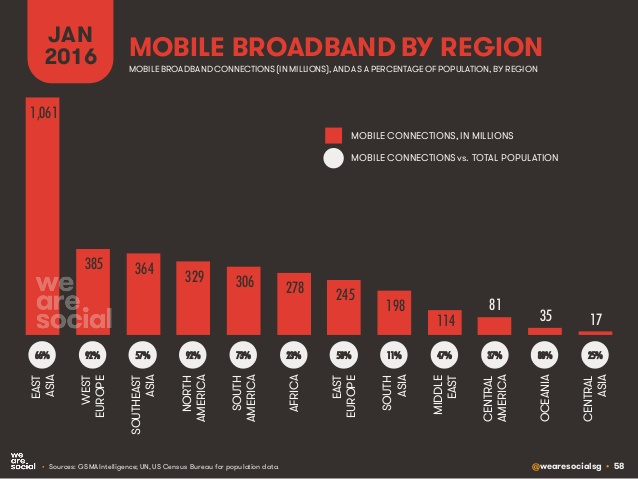 JAN
2016
MOBILE BROADBAND BY REGION
MOBILE BROADBAND CONNECTIONS (IN MILLIONS), AND AS A PERCENTAGE OF POPULATION, BY REGION
MOBILE CONNECTIONS, IN MILLIONS
MOBILE CONNECTIONS vs. TOTAL POPULATION
1,061
385
364
329
306
278
245
198
114
81
35
17
we
are
social
66%
92%
57%
92%
73%
23%
58%
11%
47%
37%
88%
25%
EAST
ASIA
WEST
EUROPE
SOUTHEAST
ASIA
NORTH
AMERICA
SOUTH
AMERICA
AFRICA
EAST
EUROPE
SOUTH
ASIA
MIDDLE
EAST
CENTRAL
AMERICA
OCEANIA
CENTRAL
ASIA
we
are
social
• Sources: GSMA Intelligence; UN, US Census Bureau for population data.
@wearesocialsg • 58